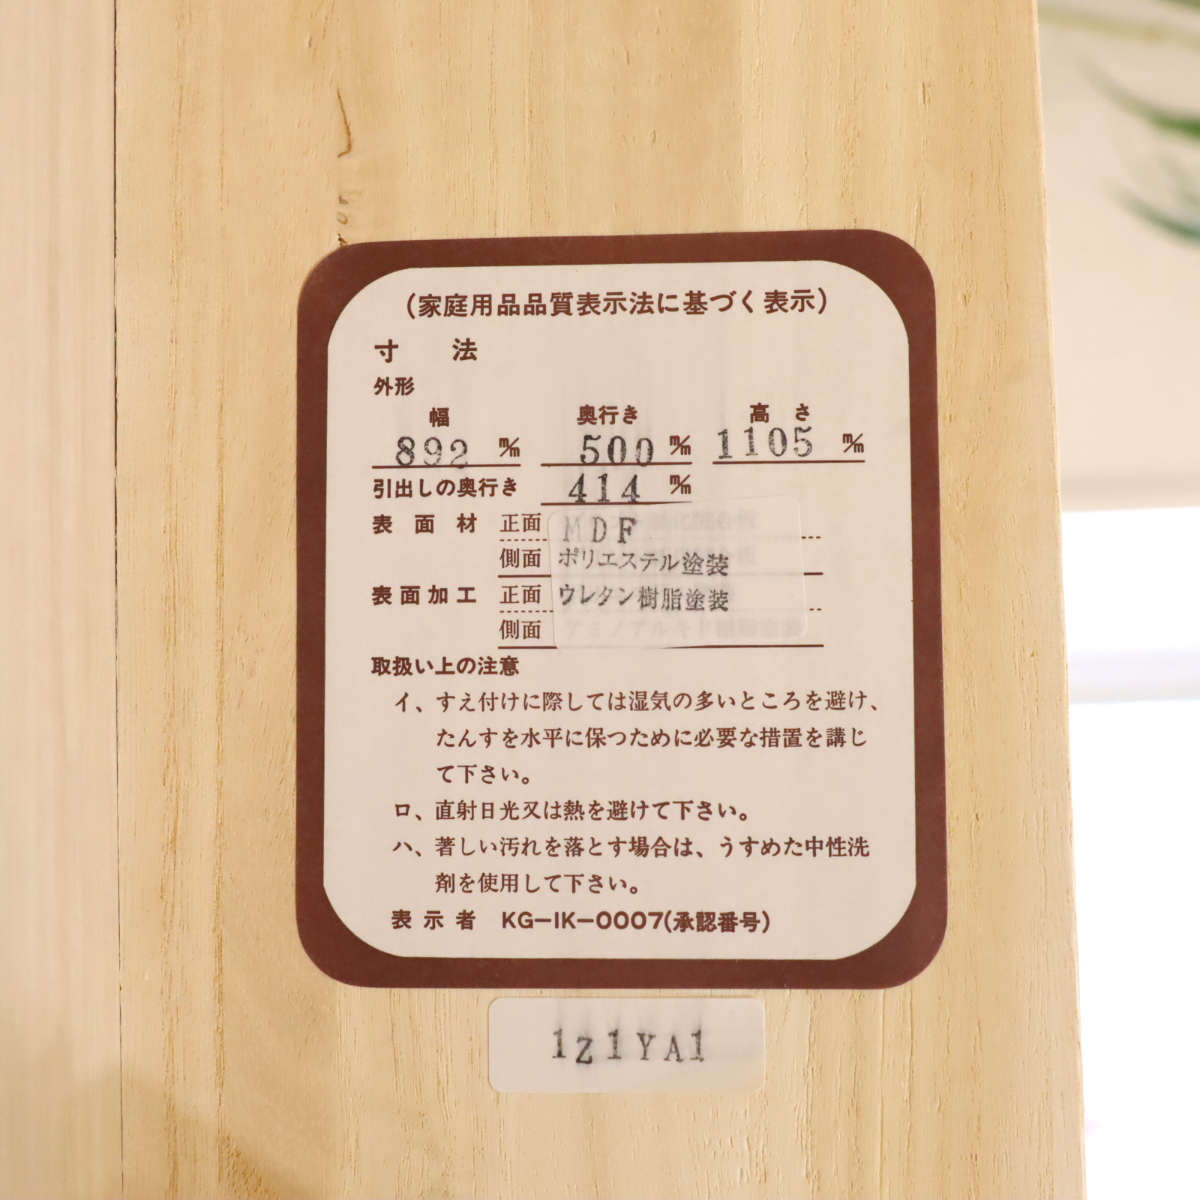 (家庭用品品質表示法に基づく表示)
寸 法
外形
幅 奥行き 高さ
892 m/m 500 m/m 1105 m/m
引出しの奥行き 414 m/m
表面材 正面 MDF
側面 ポリエステル塗装
表面加工 正面 ウレタン樹脂塗装
側面
取扱い上の注意
イ、すえ付けに際しては湿気の多いところを避け、
たんすを水平に保つために必要な措置を講じ
て下さい。
ロ、直射日光又は熱を避けて下さい。
ハ、著しい汚れを落とす場合は、うすめた中性洗
剤を使用して下さい。
表示者 KG-IK-0007(承認番号)
1Z1YA1